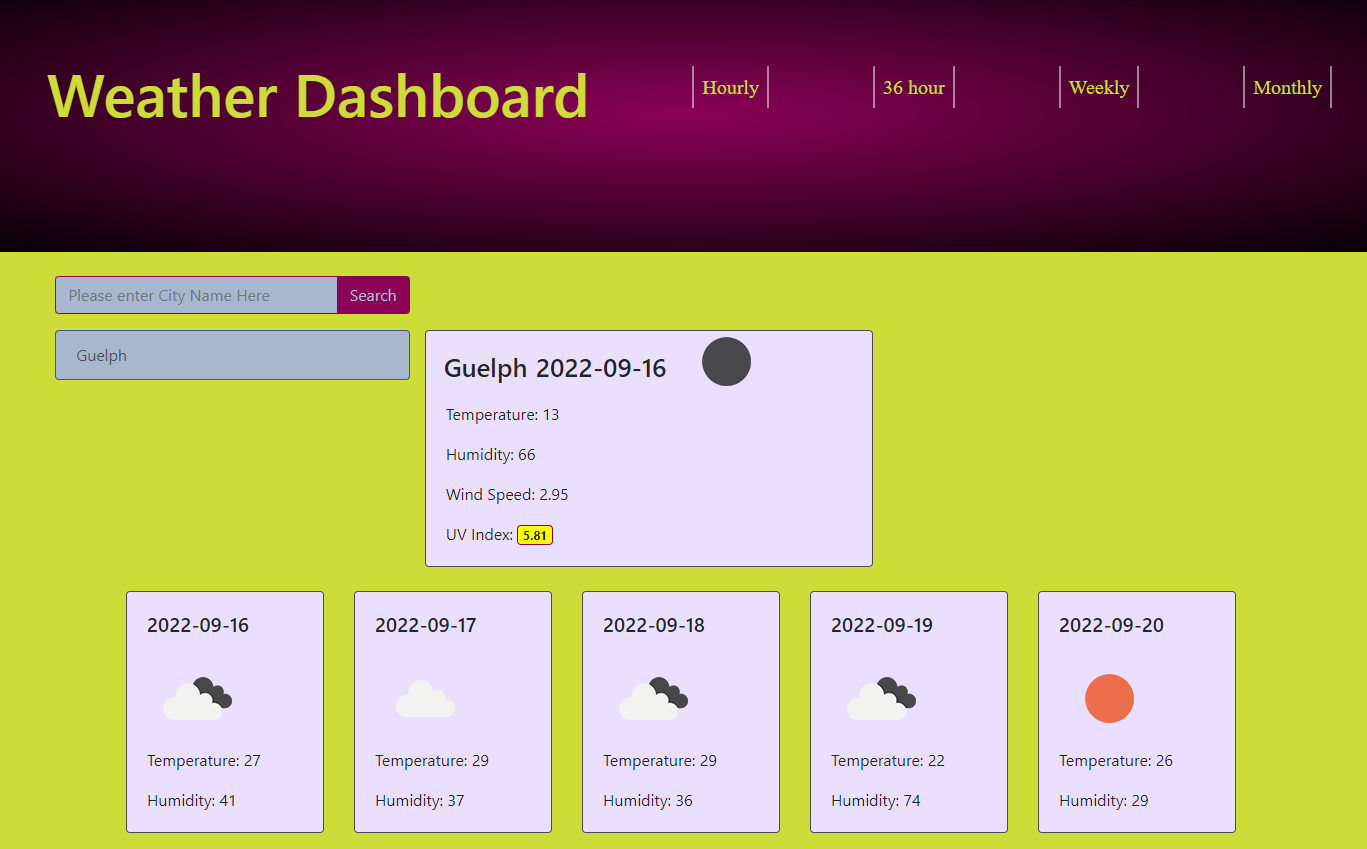 Weather Dashboard
Hourly
36 hour
Weekly
Monthly
Please enter City Name Here
Search
Guelph
Guelph 2022-09-16
Temperature: 13
Humidity: 66
Wind Speed: 2.95
UV Index: 5.81
2022-09-16
Temperature: 27
Humidity: 41
2022-09-17
Temperature: 29
Humidity: 37
2022-09-18
Temperature: 29
Humidity: 36
2022-09-19
Temperature: 22
Humidity: 74
2022-09-20
Temperature: 26
Humidity: 29